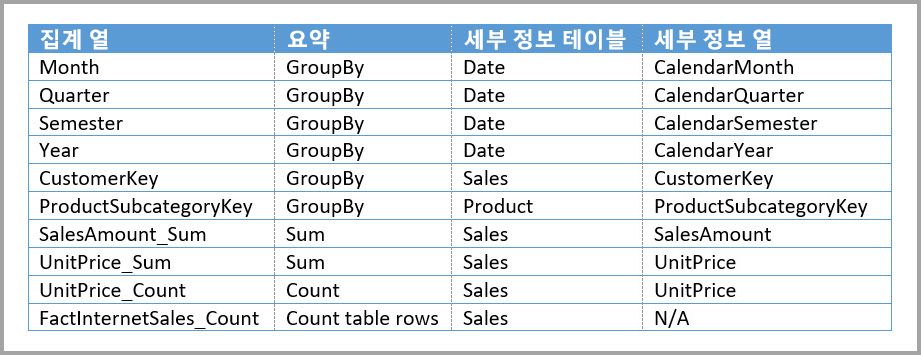 집계 열 요약 세부 정보 테이블 세부 정보 열
Month GroupBy Date CalendarMonth
Quarter GroupBy Date CalendarQuarter
Semester GroupBy Date CalendarSemester
Year GroupBy Date CalendarYear
CustomerKey GroupBy Sales CustomerKey
ProductSubcategoryKey GroupBy Product ProductSubcategoryKey
SalesAmount_Sum Sum Sales SalesAmount
UnitPrice_Sum Sum Sales UnitPrice
UnitPrice_Count Count Sales UnitPrice
FactInternetSales_Count Count table rows Sales N/A